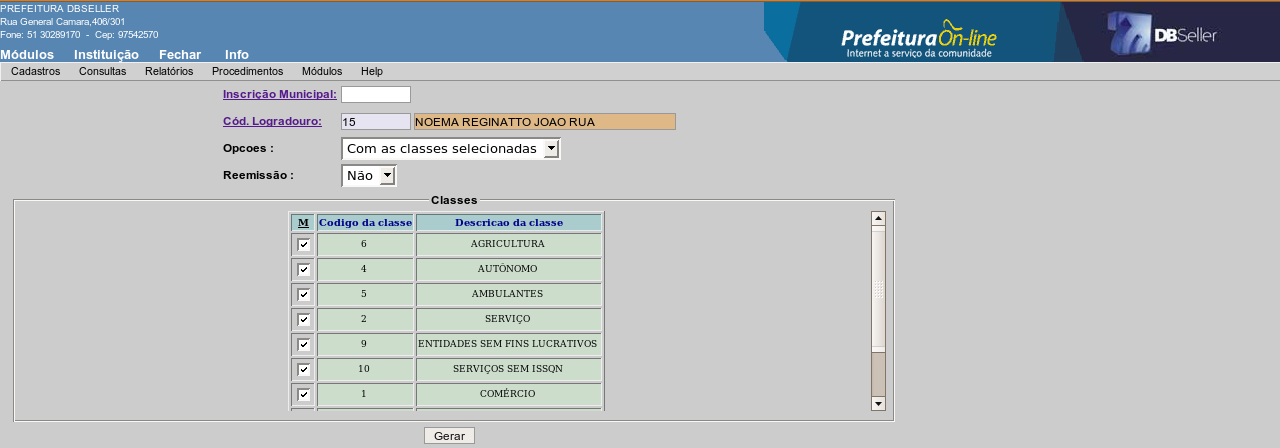 PREFEITURA DBSELLER
Rua General Camara,406/301
Fone: 51 30289170 - Cep: 97542570
Prefeitura On-line
Internet a serviço da comunidade
DBSeller
Módulos Instituição Fechar Info
Cadastros Consultas Relatórios Procedimentos Módulos Help
Inscrição Municipal:
Cód. Logradouro: 15 NOEMA REGINATTO JOAO RUA
Opcoes : Com as classes selecionadas
Reemissão : Não
Classes
M Codigo da classe Descricao da classe
6 AGRICULTURA
4 AUTÔNOMO
5 AMBULANTES
2 SERVIÇO
9 ENTIDADES SEM FINS LUCRATIVOS
10 SERVIÇOS SEM ISSQN
1 COMÉRCIO
Gerar